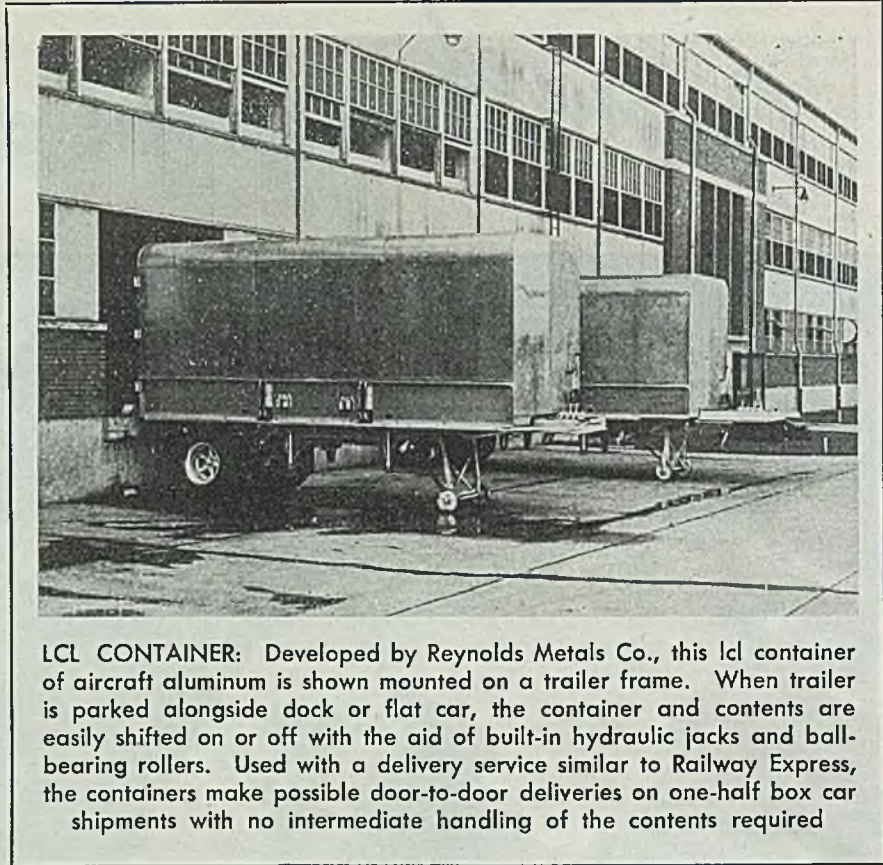 LCL CONTAINER: Developed by Reynolds Metals Co., this lcl container
of aircraft aluminum is shown mounted on a trailer frame. When trailer
is parked alongside dock or flat car, the container and contents are
easily shifted on or off with the aid of built-in hydraulic jacks and ball-
bearing rollers. Used with a delivery service similar to Railway Express,
the containers make possible door-to-door deliveries on one-half box car
shipments with no intermediate handling of the contents required